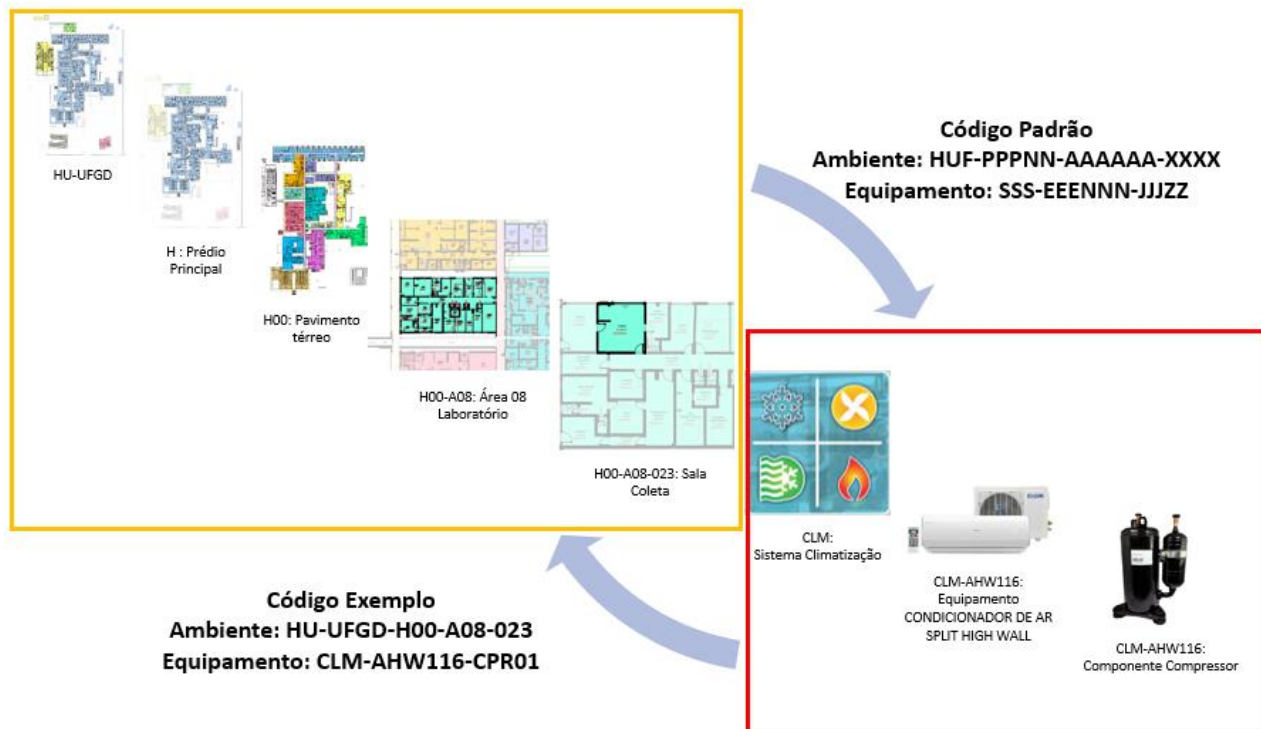 HU-UFGD
H : Prédio
Principal
H00: Pavimento
térreo
H00-A08: Área 08
Laboratório
H00-A08-023: Sala
Coleta
Código Padrão
Ambiente: HUF-PPPNN-AAAAAA-XXXX
Equipamento: SSS-EEENNN-JJJZZ
CLM:
Sistema Climatização
ELGIN
CLM-AHW116:
Equipamento
CONDICIONADOR DE AR
SPLIT HIGH WALL
CLM-AHW116:
Componente Compressor
Código Exemplo
Ambiente: HU-UFGD-H00-A08-023
Equipamento: CLM-AHW116-CPR01